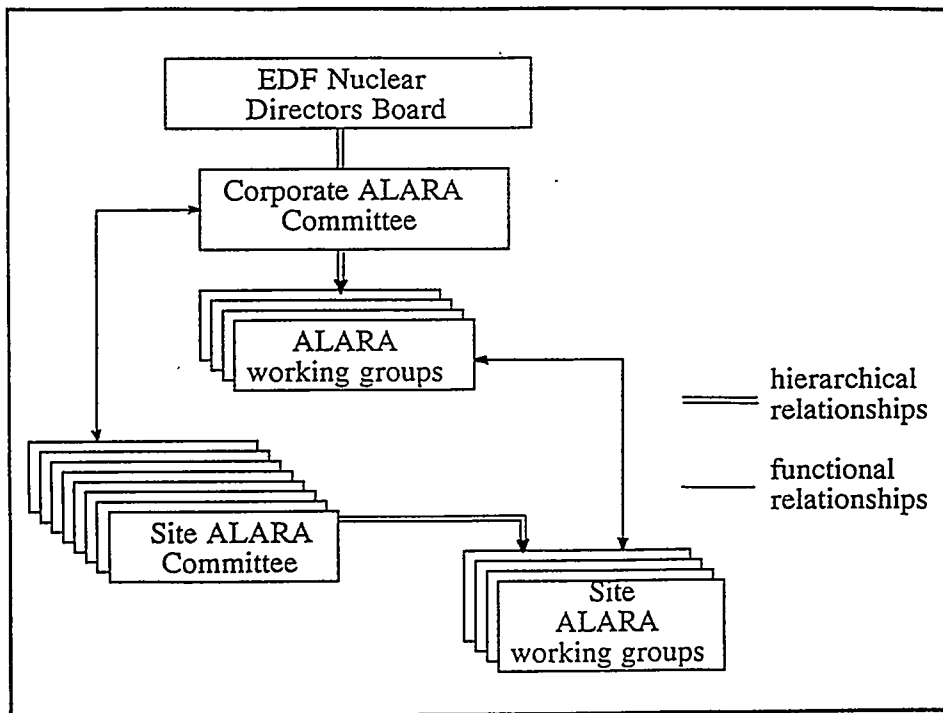 EDF Nuclear
Directors Board
Corporate ALARA
Committee
ALARA
working groups
hierarchical
relationships
functional
relationships
Site ALARA
Committee
Site
ALARA
working groups